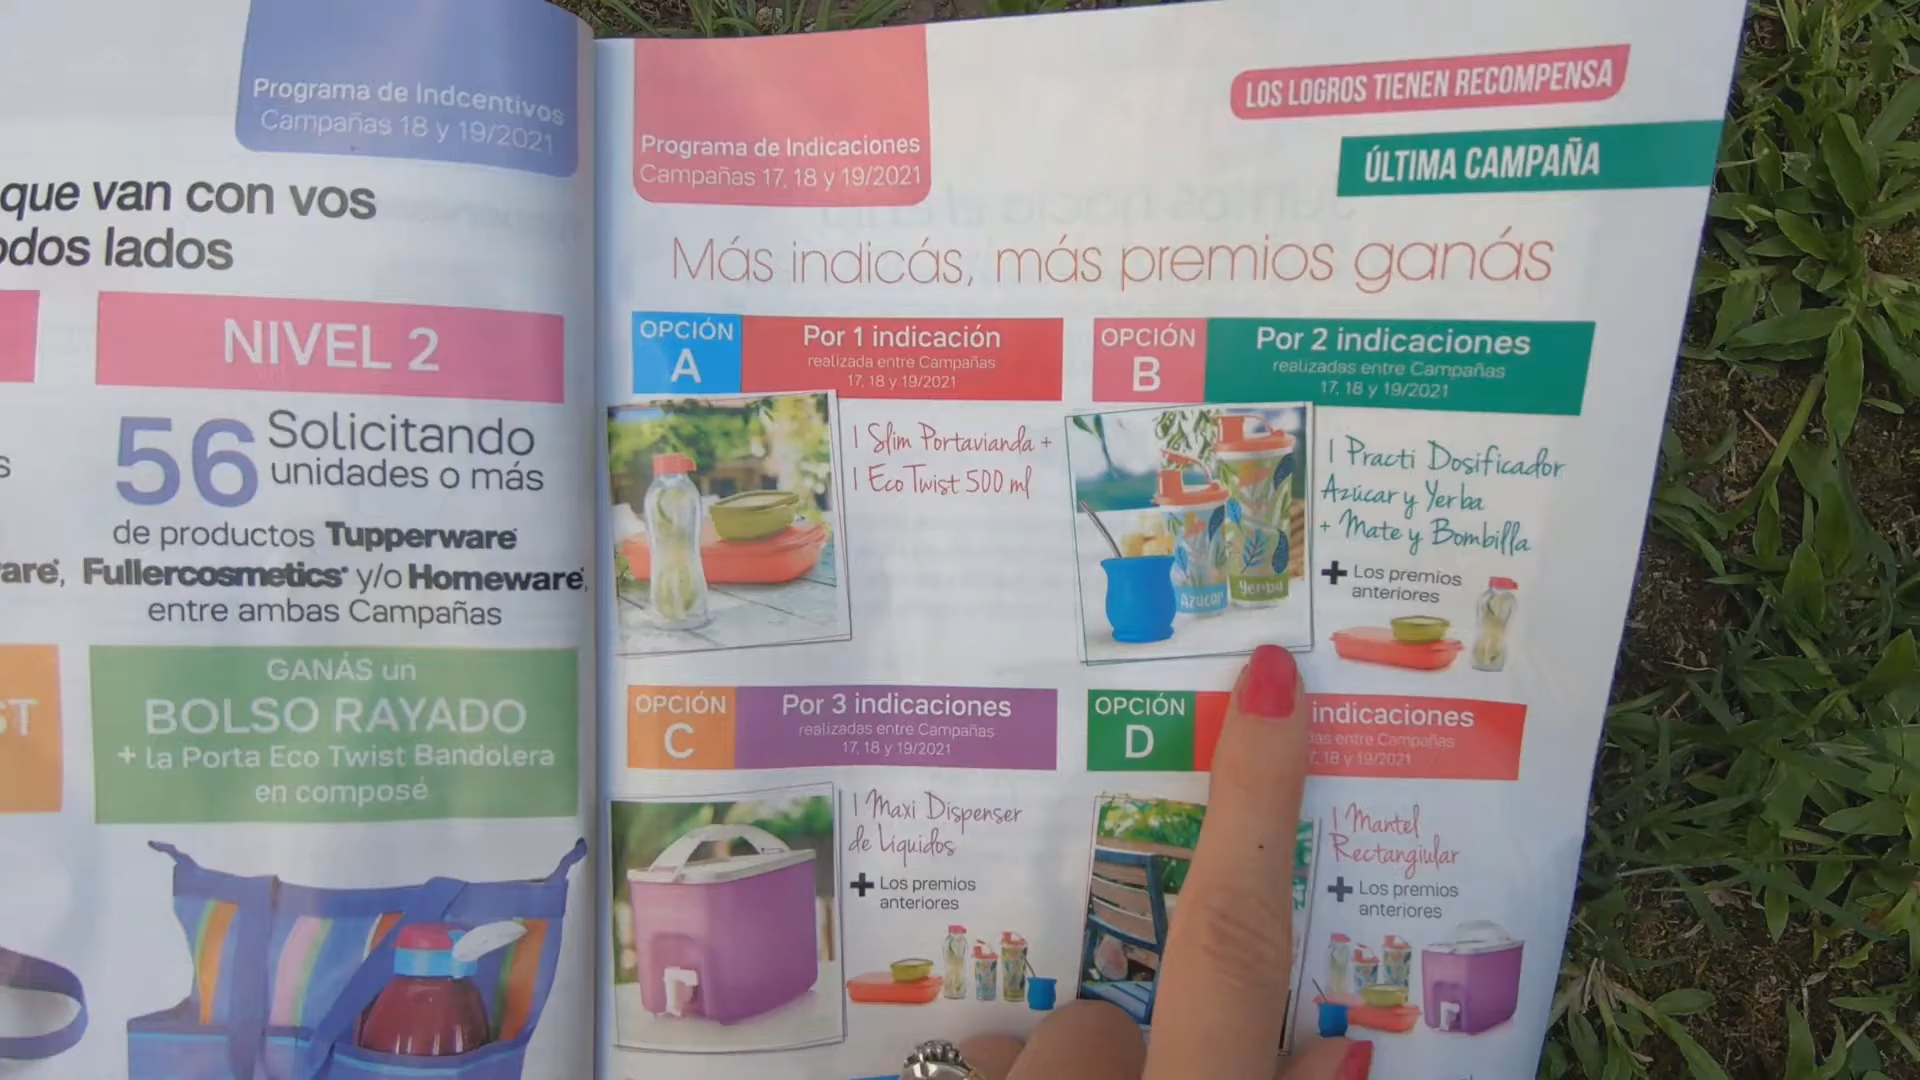 Programa de Indcentivos
Campañas 18 y 19/2021
que van con vos
odos lados
NIVEL 2
56 Solicitando
unidades o más
de productos Tupperware
are, Fullercosmetics y/o Homeware,
entre ambas Campañas
ST
GANÁS un
BOLSO RAYADO
+ la Porta Eco Twist Bandolera
en composé
Programa de Indicaciones
Campañas 17, 18 y 19/2021
LOS LOGROS TIENEN RECOMPENSA
ÚLTIMA CAMPAÑA
Más indicás, más premios ganás
OPCIÓN
A
Por 1 indicación
realizada entre Campañas
17, 18 y 19/2021
1 Slim Portavianda +
1 Eco Twist 500 ml
OPCIÓN
B
Por 2 indicaciones
realizadas entre Campañas
17, 18 y 19/2021
Azúcar
Yerba
1 Practi Dosificador
Azúcar y Yerba
+ Mate y Bombilla
+ Los premios
anteriores
OPCIÓN
C
Por 3 indicaciones
realizadas entre Campañas
17, 18 y 19/2021
1 Maxi Dispenser
de Líquidos
+ Los premios
anteriores
OPCIÓN
D
indicaciones
das entre Campañas
7, 18 y 19/2021
1 Mantel
Rectangiular
+ Los premios
anteriores